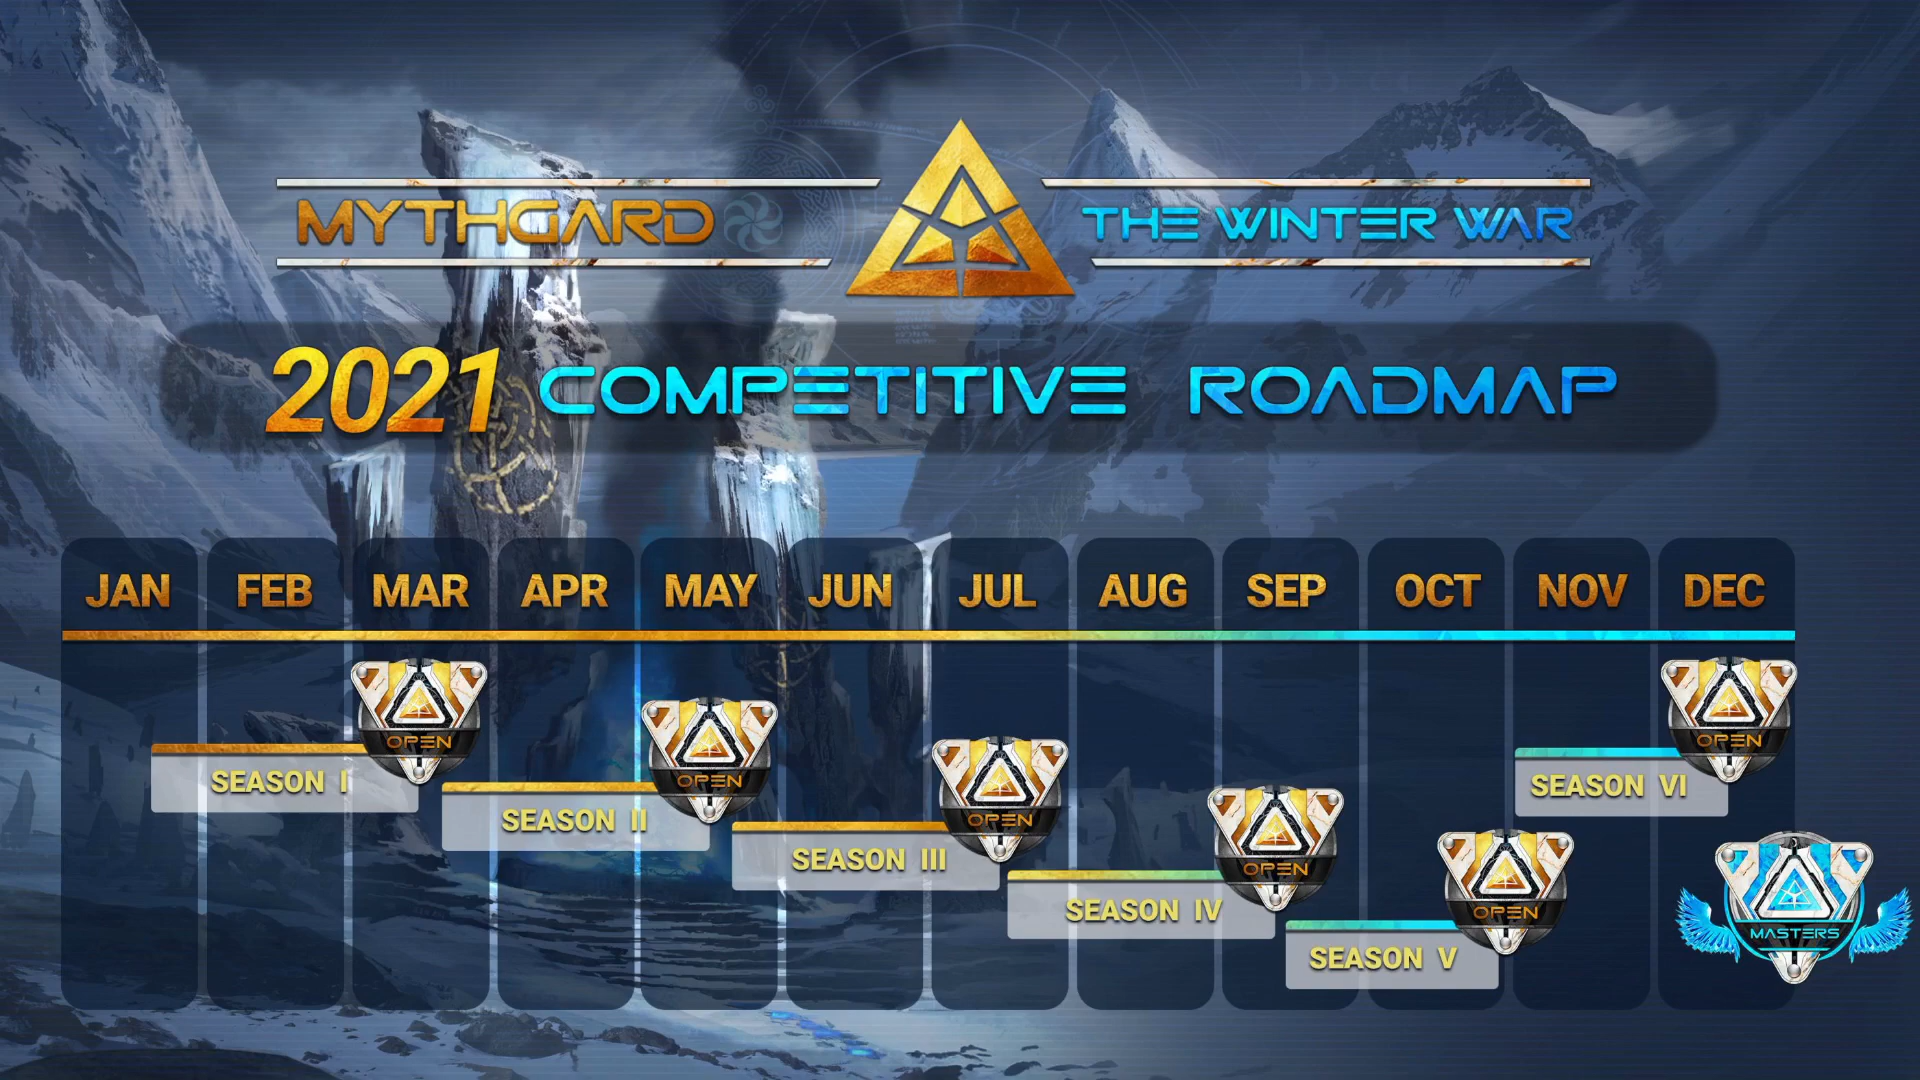 MYTHGARD
THE WINTER WAR
2021 COMPETITIVE ROADMAP
JAN FEB MAR APR MAY JUN JUL AUG SEP OCT NOV DEC
OPEN
SEASON I
OPEN
SEASON II
OPEN
SEASON III
OPEN
SEASON IV
OPEN
SEASON V
OPEN
SEASON VI
MASTERS